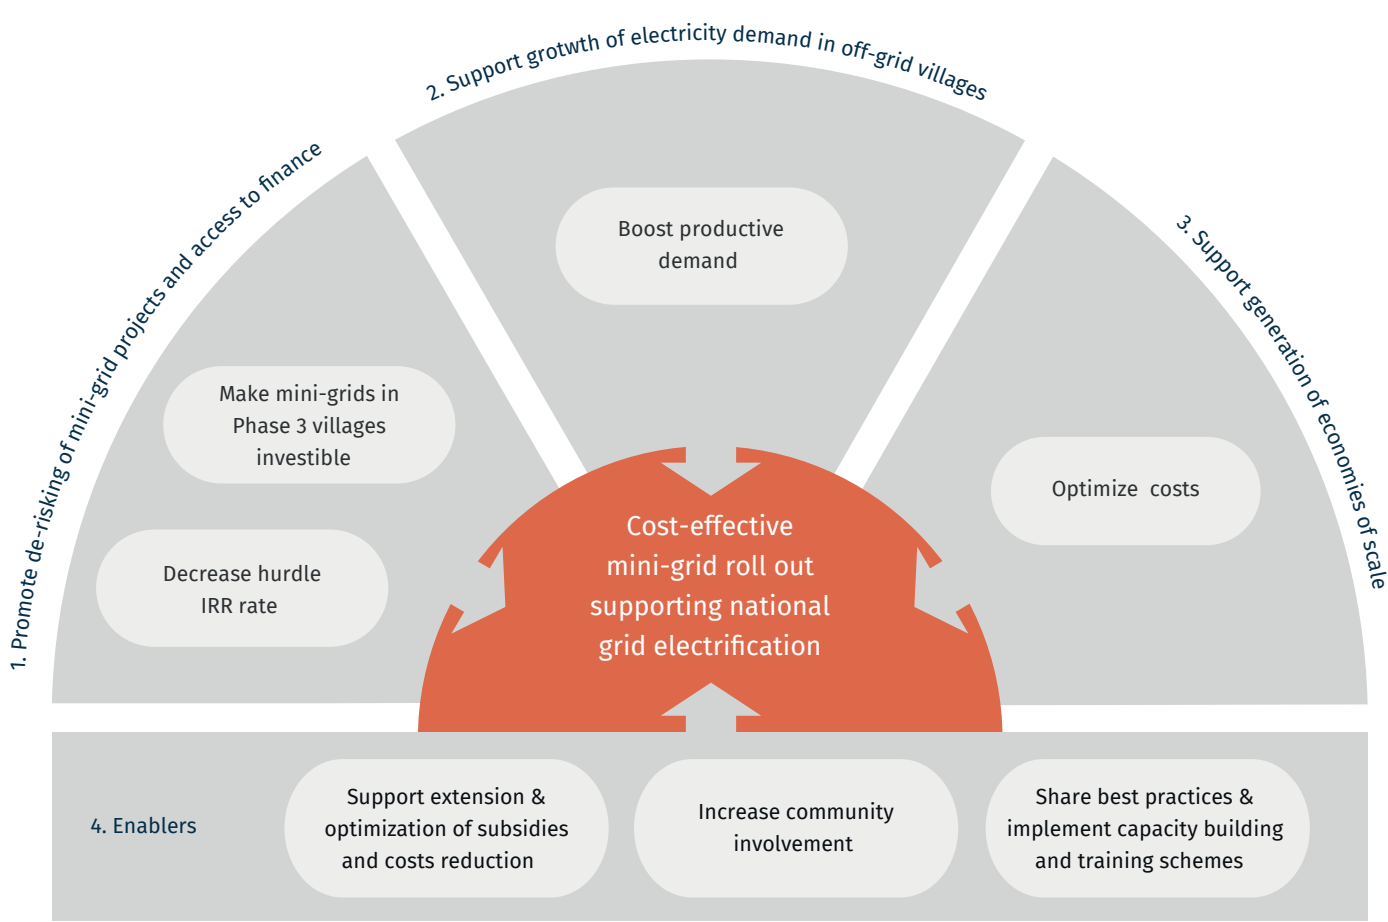 1. Promote de-risking of mini-grid projects and access to finance
2. Support grotwth of electricity demand in off-grid villages
3. Support generation of economies of scale
Boost productive
demand
Make mini-grids in
Phase 3 villages
investible
Decrease hurdle
IRR rate
Optimize costs
Cost-effective
mini-grid roll out
supporting national
grid electrification
4. Enablers
Support extension &
optimization of subsidies
and costs reduction
Increase community
involvement
Share best practices &
implement capacity building
and training schemes